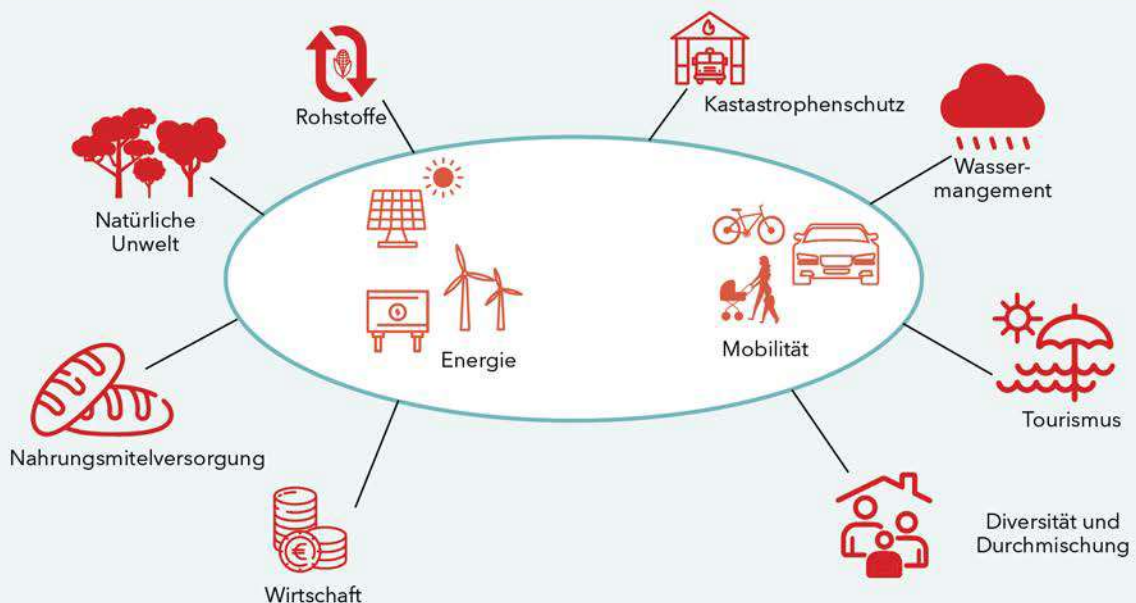 Rohstoffe
Kastastrophenschutz
Wasser-
mangement
Natürliche
Unwelt
Energie
Mobilität
Tourismus
Nahrungsmitelversorgung
Diversität und
Durchmischung
€
Wirtschaft